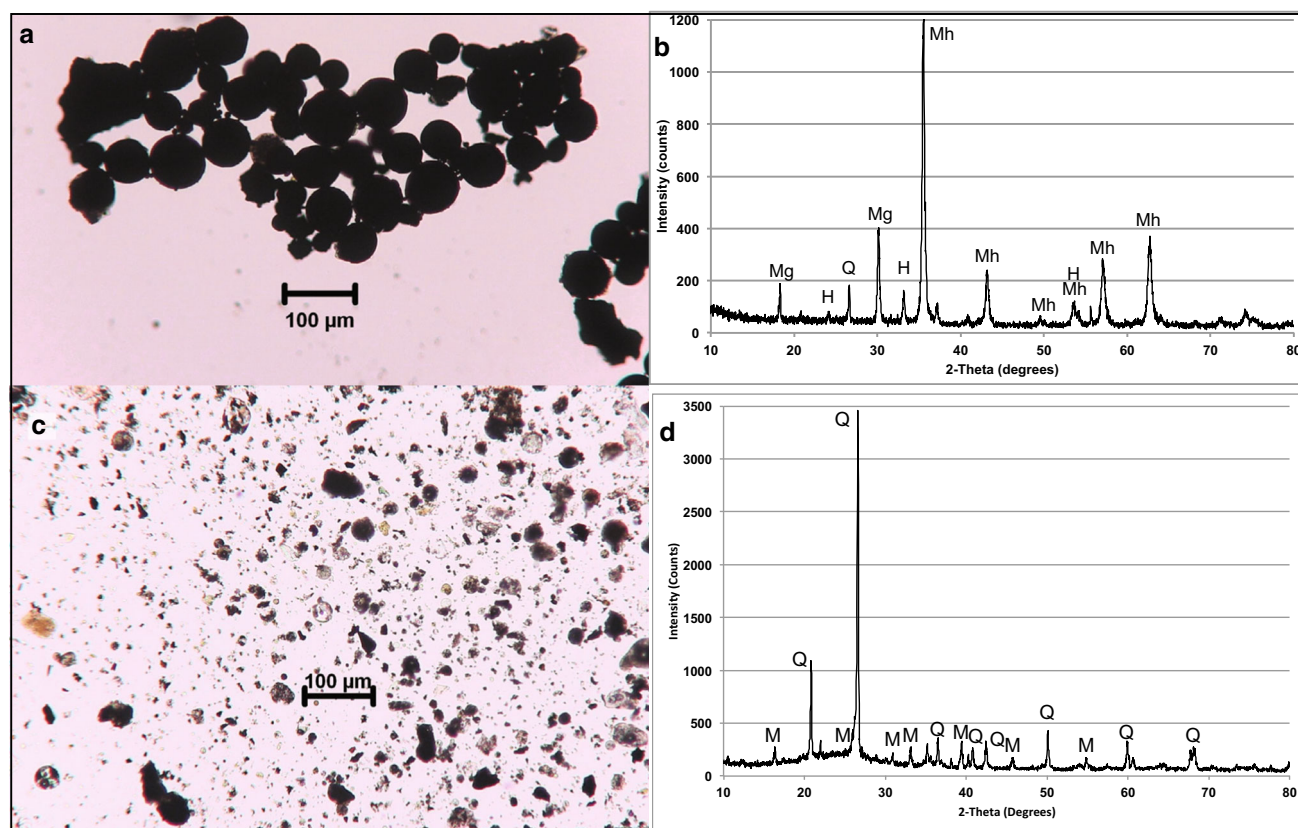 a
100 µm
b
Intensity (counts)
1200
1000
800
600
400
200
0
Mg
H
Q
Mg
H
Mh
Mh
Mh
H
Mh
Mh
Mh
10 20 30 40 50 60 70 80
2-Theta (degrees)
c
100 µm
d
Intensity (Counts)
3500
3000
2500
2000
1500
1000
500
0
M
Q
M
Q
M
M
Q
M
Q
Q
M
Q
M
Q
Q
10 20 30 40 50 60 70 80
2-Theta (Degrees)